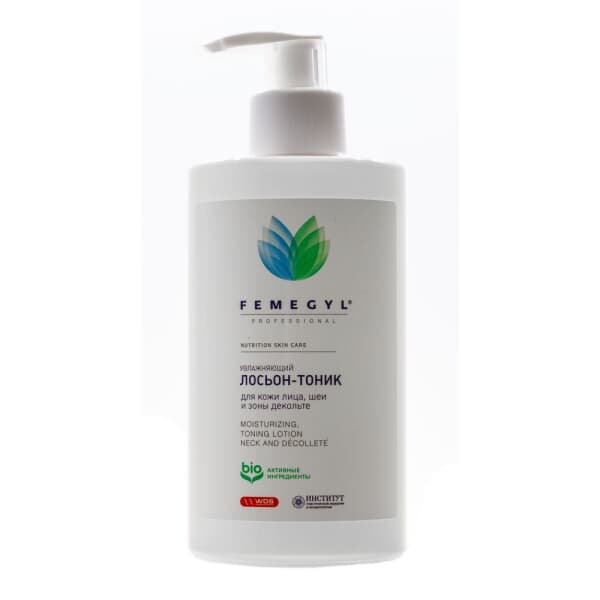 FEMEGYL®
PROFESSIONAL
NUTRITION SKIN CARE
УВЛАЖНЯЮЩИЙ
ЛОСЬОН-ТОНИК
для кожи лица, шеи
и зоны декольте
MOISTURIZING,
TONING LOTION
NECK AND DÉCOLLETÉ
bio АКТИВНЫЕ
ИНГРЕДИЕНТЫ
WDS
ИНСТИТУТ